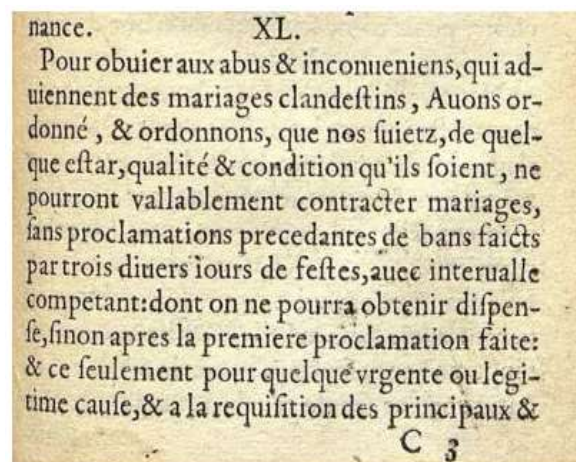 nance. XL.
Pour obuier aux abus & inconueniens,qui ad-
uiennent des mariages clandeſtins, Auons or-
donné, & ordonnons, que nos ſuietz,de quel-
que eſtat,qualité & condition qu'ils ſoient, ne
pourront vallablement contracter mariages,
ſans proclamations precedantes de bans faicts
par trois diuers iours de feſtes,auec interualle
competant:dont on ne pourra obtenir diſpen-
ſe,ſinon apres la premiere proclamation faite:
& ce ſeulement pour quelque vrgente ou legi-
time cauſe,& a la requiſition des principaux &
C 3